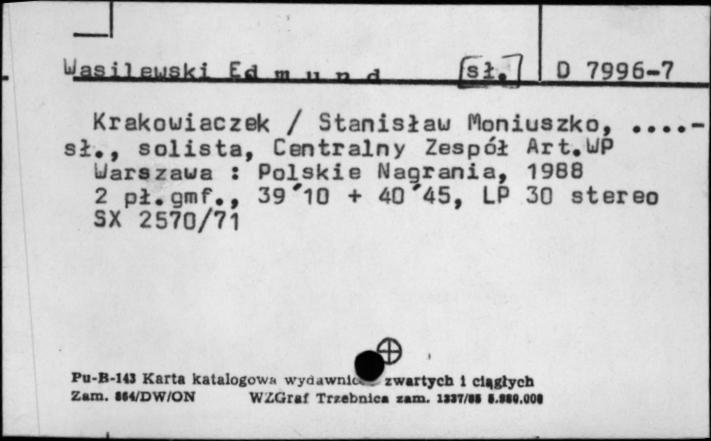 Wasilewski Edmund sł. D 7996-7
Krakowiaczek / Stanisław Moniuszko, ....-
sł., solista, Centralny Zespół Art.WP
Warszawa : Polskie Nagrania, 1988
2 pł.gmf., 39´10 + 40´45, LP 30 stereo
SX 2570/71
Pu-B-143 Karta katalogowa zwartych i ciągłych
Zam. 864/DW/ON WZGraf Trzebnica zam. 1337/88